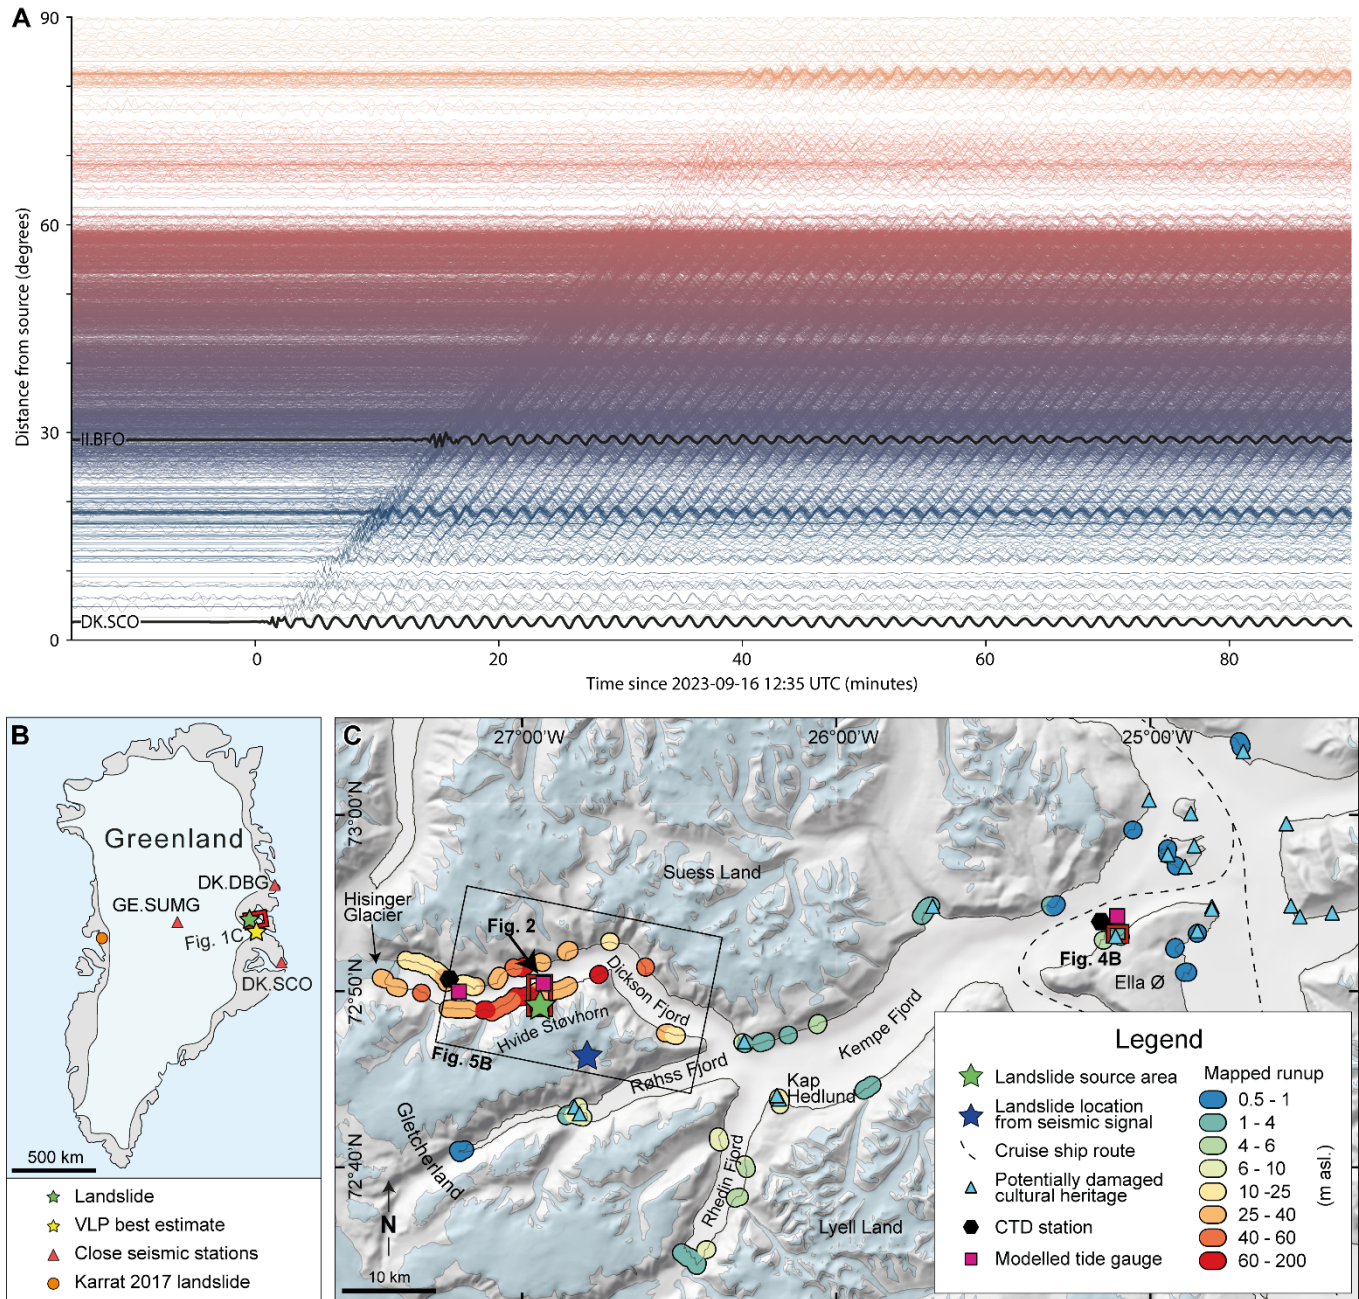 A
90
60
30
0
Distance from source (degrees)
II.BFO
DK.SCO
0
20
40
60
80
Time since 2023-09-16 12:35 UTC (minutes)
B
Greenland
DK.DBG
GE.SUMG
Fig. 1C
DK.SCO
500 km
Landslide
VLP best estimate
Close seismic stations
Karrat 2017 landslide
C
27°00'W
26°00'W
25°00'W
73°00'N
72°50'N
72°40'N
Suess Land
Hisinger
Glacier
Fig. 2
Dickson Fjord
Hvide Støvhorn
Fig. 5B
Røhss Fjord
Kempe Fjord
Kap
Hedlund
Gletcherland
Rhedin Fjord
Lyell Land
Fig. 4B
Ella Ø
N
10 km
Legend
Landslide source area
Landslide location
from seismic signal
Cruise ship route
Potentially damaged
cultural heritage
CTD station
Modelled tide gauge
Mapped runup
0.5 - 1
1 - 4
4 - 6
6 - 10
10 -25
25 - 40
40 - 60
60 - 200
(m asl.)